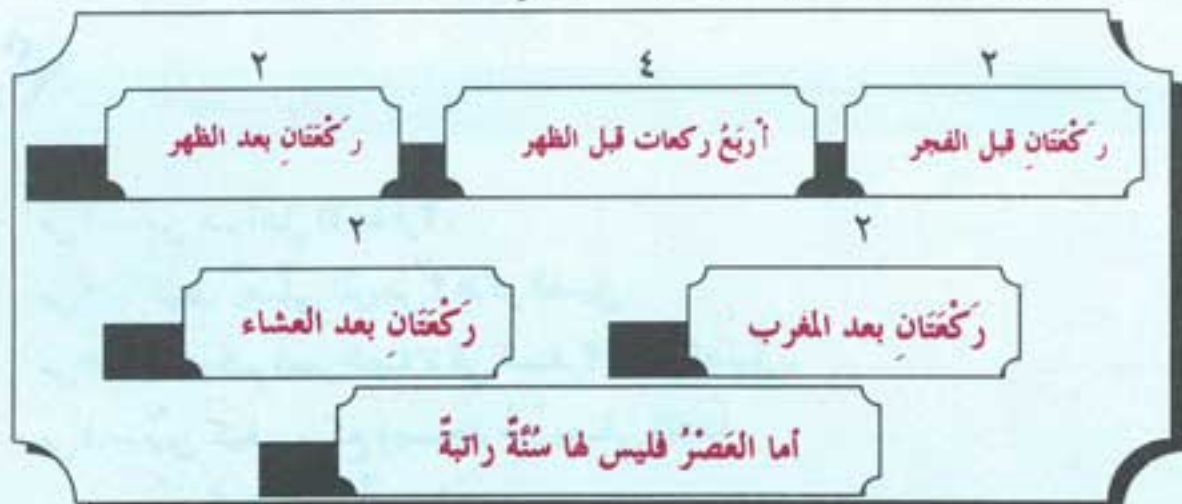 ٢ ٤ ٢
رَكْعَتَانِ قبل الفجر أَرْبَعُ ركعات قبل الظهر رَكْعَتَانِ بعد الظهر
٢ ٢
رَكْعَتَانِ بعد المغرب رَكْعَتَانِ بعد العشاء
أما العَصْرُ فليس لها سُنَّةٌ راتبةٌ